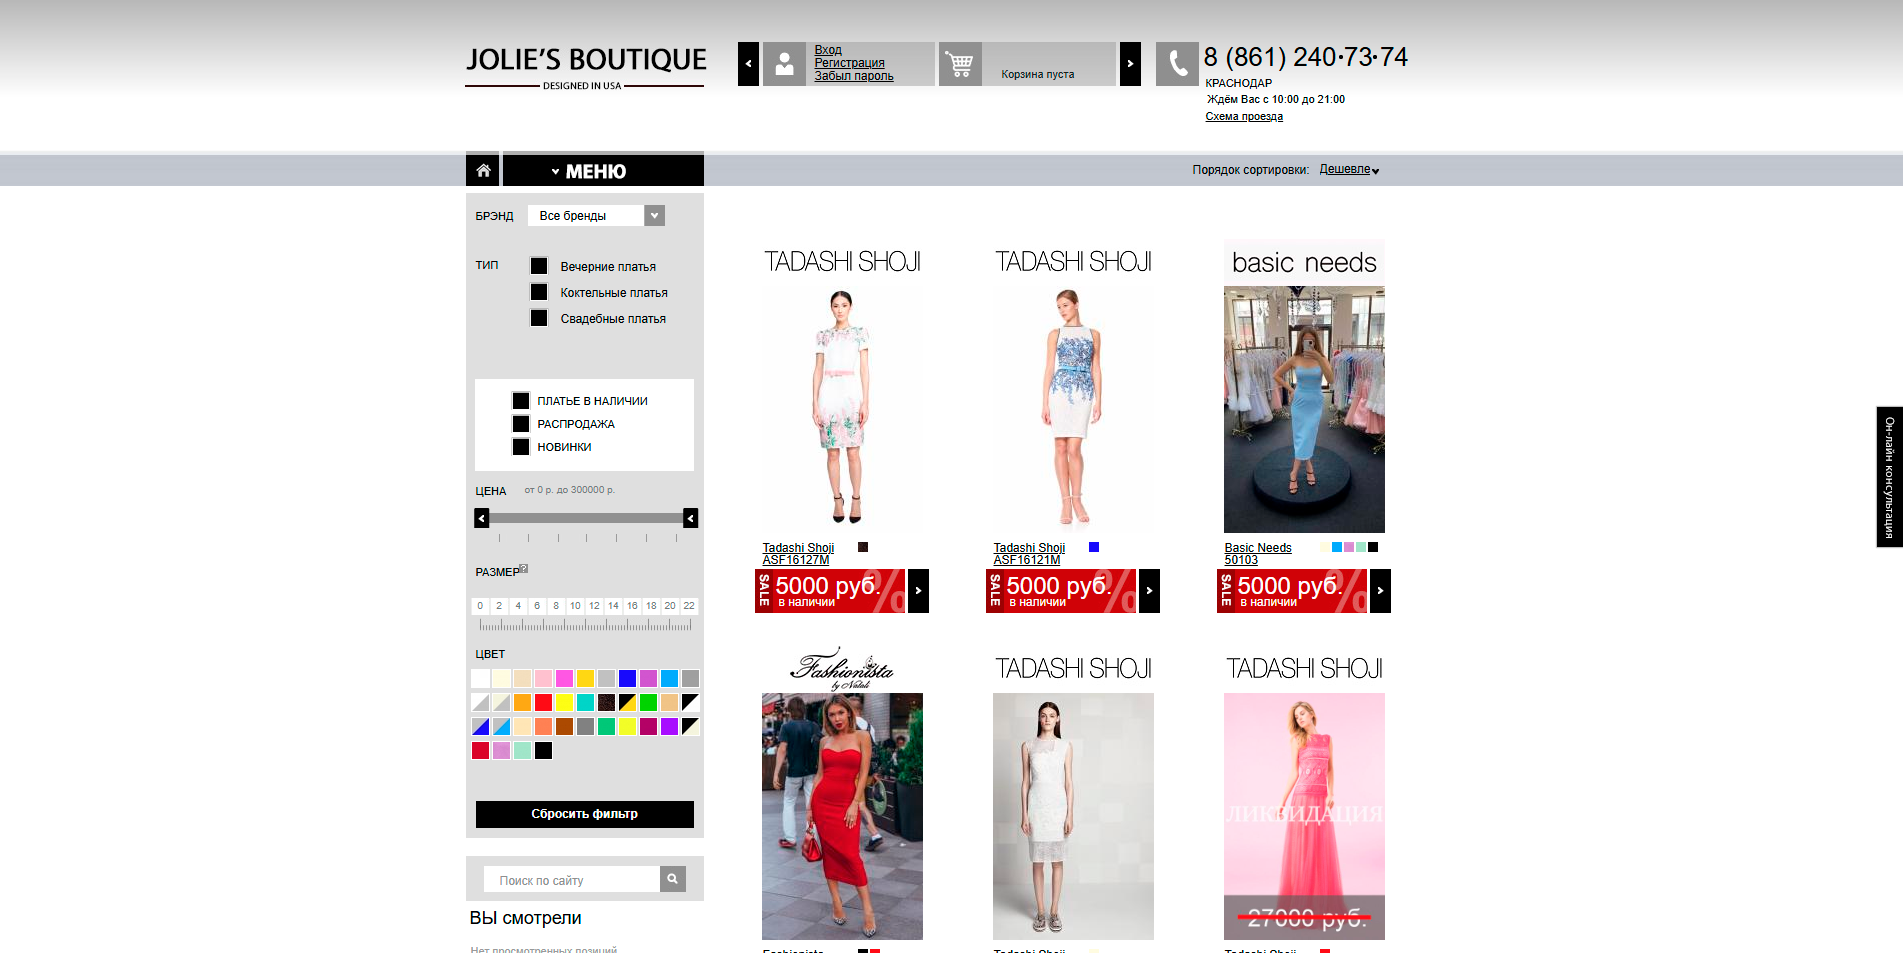 JOLIE'S BOUTIQUE
DESIGNED IN USA
Вход
Регистрация
Забыл пароль
Корзина пуста
8 (861) 240•73•74
КРАСНОДАР
Ждём Вас с 10:00 до 21:00
Схема проезда
МЕНЮ
Порядок сортировки: Дешевле
БРЭНД Все бренды
ТИП
Вечерние платья
Коктельные платья
Свадебные платья
ПЛАТЬЕ В НАЛИЧИИ
РАСПРОДАЖА
НОВИНКИ
ЦЕНА от 0 р. до 300000 р.
РАЗМЕР ?
0 2 4 6 8 10 12 14 16 18 20 22
ЦВЕТ
Сбросить фильтр
Поиск по сайту
ВЫ смотрели
Нет просмотренных позиций
TADASHI SHOJI
Tadashi Shoji
ASF16127M
SALE
5000 руб.
в наличии
%
TADASHI SHOJI
Tadashi Shoji
ASF16121M
SALE
5000 руб.
в наличии
%
basic needs
Basic Needs
50103
SALE
5000 руб.
в наличии
%
Fashionista
by Natali
Fashionista
TADASHI SHOJI
Tadashi Shoji
TADASHI SHOJI
ЛИКВИДАЦИЯ
27000 руб.
Tadashi Shoji
Он-лайн консультация